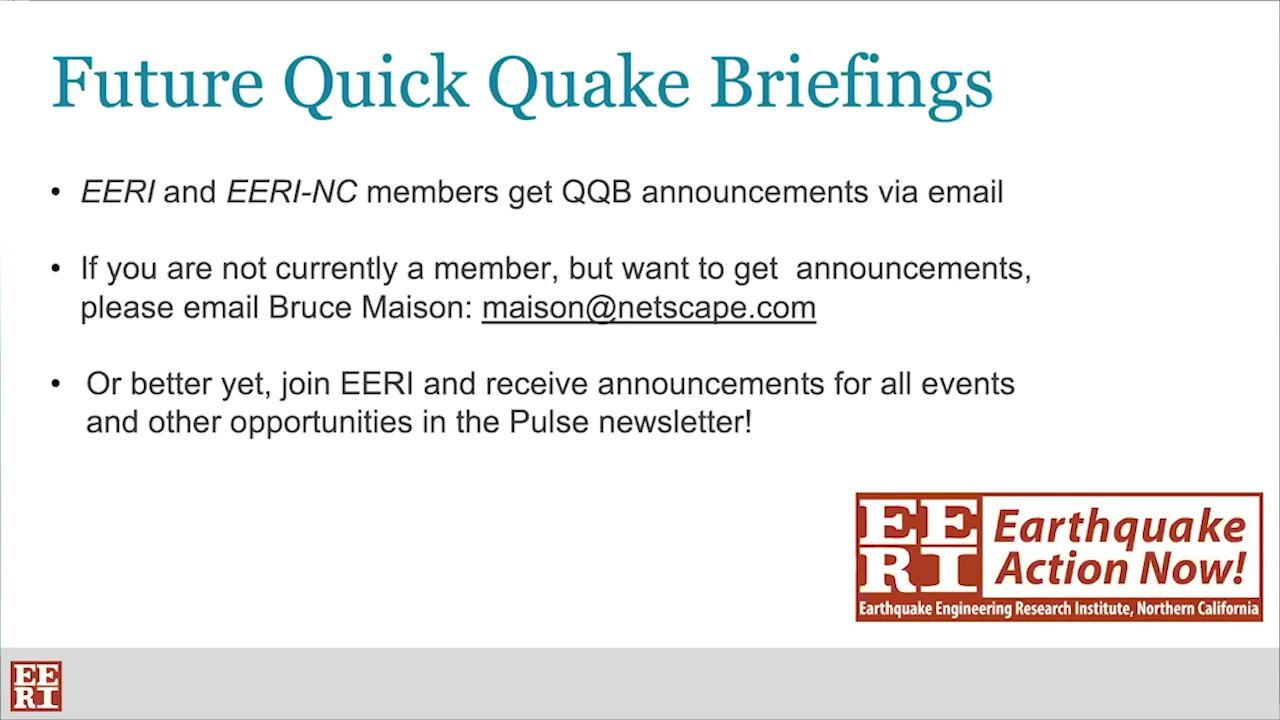 Future Quick Quake Briefings
• EERI and EERI-NC members get QQB announcements via email
• If you are not currently a member, but want to get  announcements,
please email Bruce Maison: maison@netscape.com
• Or better yet, join EERI and receive announcements for all events
and other opportunities in the Pulse newsletter!
EE
RI
Earthquake
Action Now!
Earthquake Engineering Research Institute, Northern California
EE
RI